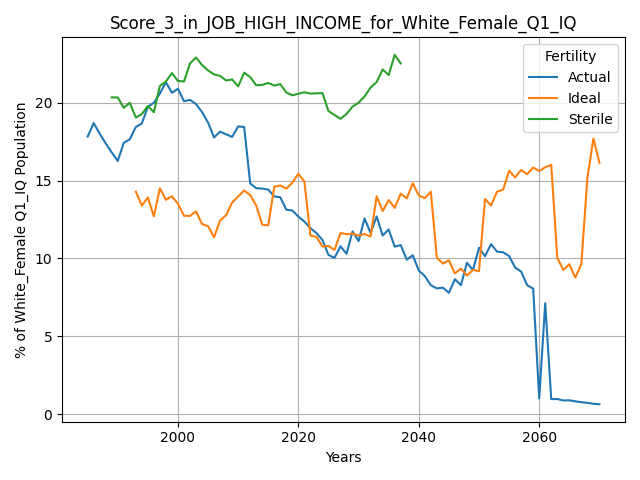 Score_3_in_JOB_HIGH_INCOME_for_White_Female_Q1_IQ
% of White_Female Q1_IQ Population
20
15
10
5
0
2000
2020
2040
2060
Years
Fertility
Actual
Ideal
Sterile